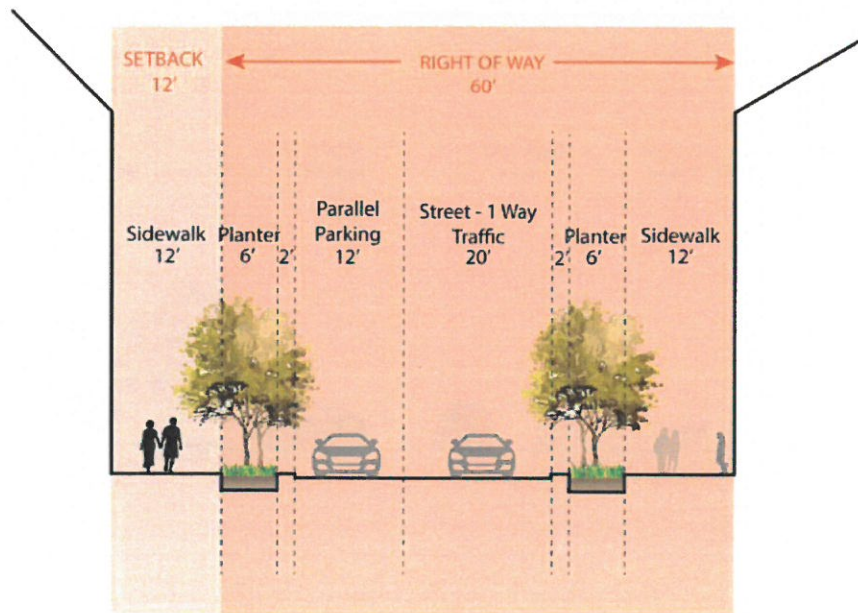 SETBACK
12'
RIGHT OF WAY
60'
Sidewalk
12'
Planter
6'
2'
Parallel
Parking
12'
Street - 1 Way
Traffic
20'
2'
Planter
6'
Sidewalk
12'